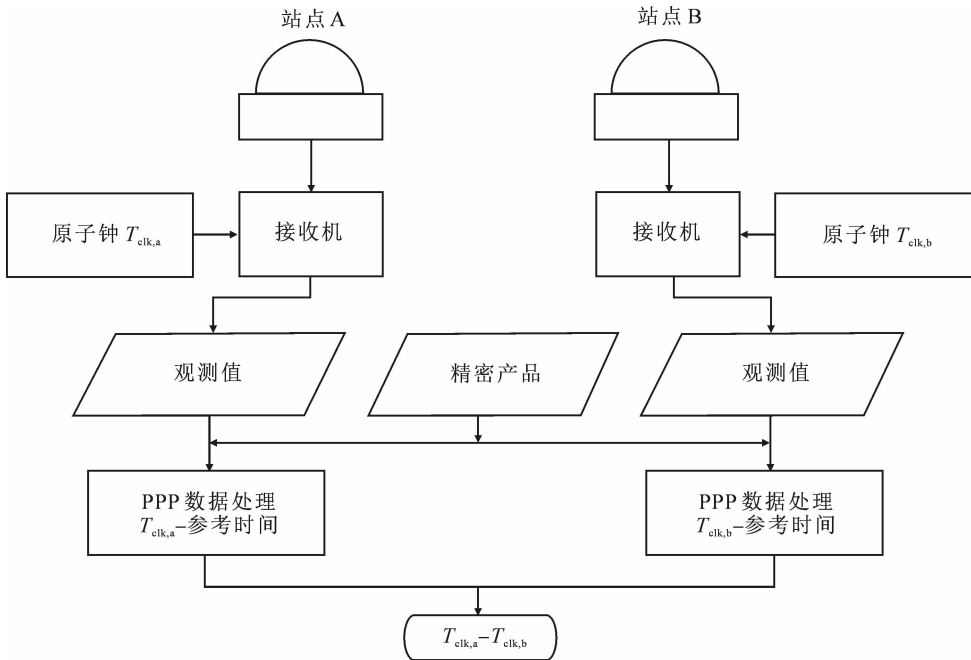 站点A
站点B
原子钟 T_clk,a
接收机
接收机
原子钟 T_clk,b
观测值
精密产品
观测值
PPP数据处理
T_clk,a-参考时间
PPP数据处理
T_clk,b-参考时间
T_clk,a-T_clk,b